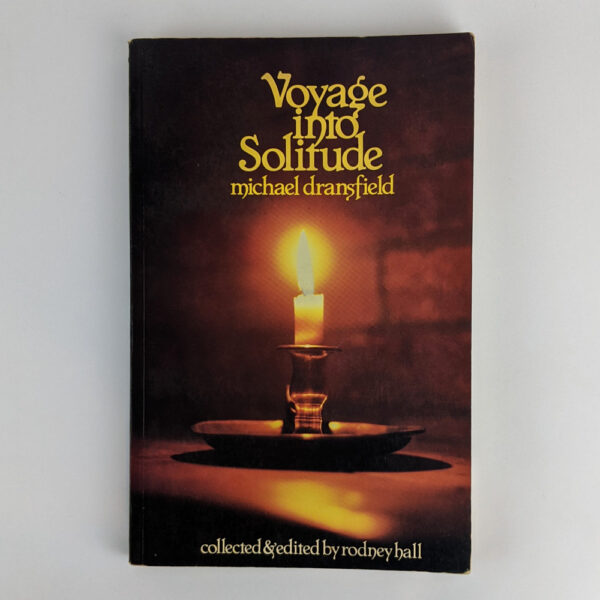 Voyage
into
Solitude
michael dransfield
collected & edited by rodney hall